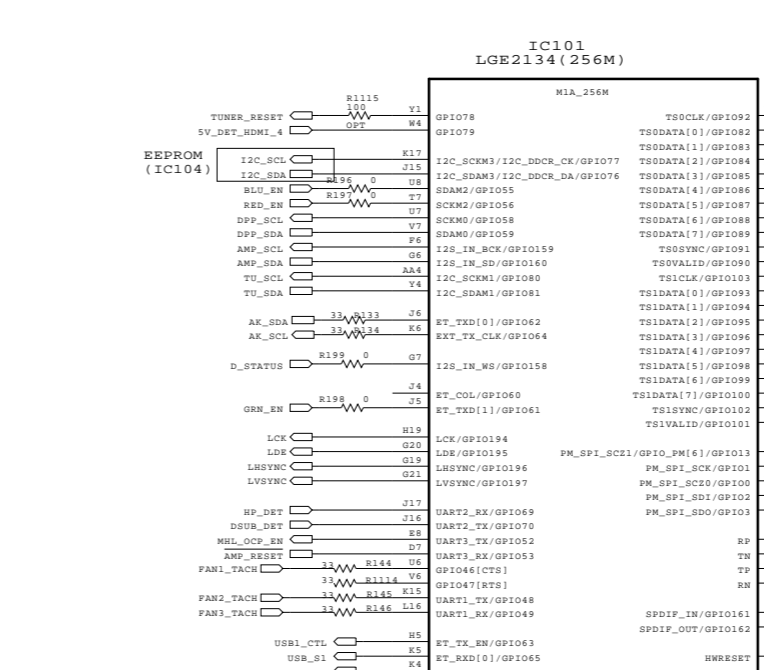 IC101
LGE2134(256M)
M1A_256M
R1115
100
OPT
TUNER_RESET Y1 GPIO78 TS0CLK/GPIO92
5V_DET_HDMI_4 W4 GPIO79 TS0DATA[0]/GPIO82
TS0DATA[1]/GPIO83
EEPROM
(IC104)
I2C_SCL K17 I2C_SCKM3/I2C_DDCR_CK/GPIO77 TS0DATA[2]/GPIO84
I2C_SDA J15 I2C_SDAM3/I2C_DDCR_DA/GPIO76 TS0DATA[3]/GPIO85
BLU_EN R196 0 U8 SDAM2/GPIO55 TS0DATA[4]/GPIO86
RED_EN R197 0 T7 SCKM2/GPIO56 TS0DATA[5]/GPIO87
DPP_SCL U7 SCKM0/GPIO58 TS0DATA[6]/GPIO88
DPP_SDA V7 SDAM0/GPIO59 TS0DATA[7]/GPIO89
AMP_SCL F6 I2S_IN_BCK/GPIO159 TS0SYNC/GPIO91
AMP_SDA G6 I2S_IN_SD/GPIO160 TS0VALID/GPIO90
TU_SCL AA4 I2C_SCKM1/GPIO80 TS1CLK/GPIO103
TU_SDA Y4 I2C_SDAM1/GPIO81 TS1DATA[0]/GPIO93
TS1DATA[1]/GPIO94
AK_SDA 33 R133 J6 ET_TXD[0]/GPIO62 TS1DATA[2]/GPIO95
AK_SCL 33 R134 K6 EXT_TX_CLK/GPIO64 TS1DATA[3]/GPIO96
TS1DATA[4]/GPIO97
D_STATUS R199 0 G7 I2S_IN_WS/GPIO158 TS1DATA[5]/GPIO98
TS1DATA[6]/GPIO99
J4 ET_COL/GPIO60 TS1DATA[7]/GPIO100
GRN_EN R198 0 J5 ET_TXD[1]/GPIO61 TS1SYNC/GPIO102
TS1VALID/GPIO101
LCK H19 LCK/GPIO194
LDE G20 LDE/GPIO195 PM_SPI_SCZ1/GPIO_PM[6]/GPIO13
LHSYNC G19 LHSYNC/GPIO196 PM_SPI_SCK/GPIO1
LVSYNC G21 LVSYNC/GPIO197 PM_SPI_SCZ0/GPIO0
PM_SPI_SDI/GPIO2
HP_DET J17 UART2_RX/GPIO69 PM_SPI_SDO/GPIO3
DSUB_DET J16 UART2_TX/GPIO70
MHL_OCP_EN E8 UART3_TX/GPIO52 RP
AMP_RESET D7 UART3_RX/GPIO53 TN
FAN1_TACH 33 R144 U6 GPIO46[CTS] TP
33 R1114 V6 GPIO47[RTS] RN
FAN2_TACH 33 R145 K15 UART1_TX/GPIO48
FAN3_TACH 33 R146 L16 UART1_RX/GPIO49 SPDIF_IN/GPIO161
SPDIF_OUT/GPIO162
USB1_CTL H5 ET_TX_EN/GPIO63
USB_S1 K5 ET_RXD[0]/GPIO65 HWRESET
K4